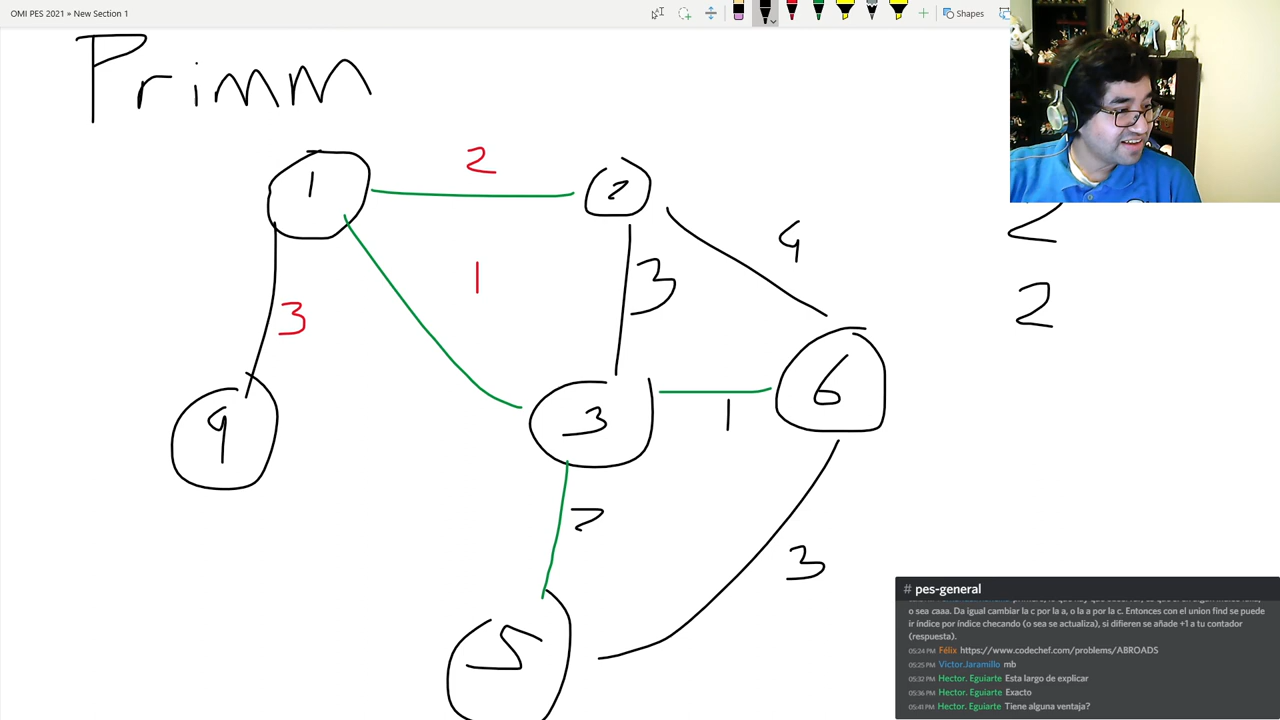 OMI PES 2021 » New Section 1
Shapes
Primm
1
2
2
4
3
1
3
4
3
1
6
2
2
3
5
# pes-general
o sea caaa. Da igual cambiar la c por la a, o la a por la c. Entonces con el union find se puede
ir índice por índice checando (o sea se actualiza), si difieren se añade +1 a tu contador
(respuesta).
05:24 PM Félix https://www.codechef.com/problems/ABROADS
05:25 PM Victor.Jaramillo mb
05:32 PM Hector. Eguiarte Esta largo de explicar
05:36 PM Hector. Eguiarte Exacto
05:41 PM Hector. Eguiarte Tiene alguna ventaja?